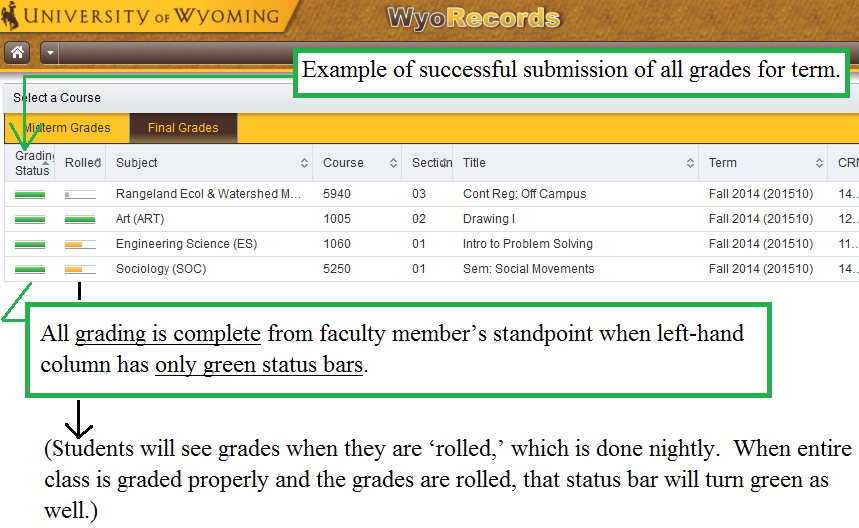 UNIVERSITY OF WYOMING
WyoRecords
Example of successful submission of all grades for term.
Select a Course
Midterm Grades Final Grades
Grading Status Rolled Subject Course Section Title Term CRN
Rangeland Ecol & Watershed M... 5940 03 Cont Reg: Off Campus Fall 2014 (201510) 14...
Art (ART) 1005 02 Drawing I Fall 2014 (201510) 12...
Engineering Science (ES) 1060 01 Intro to Problem Solving Fall 2014 (201510) 11...
Sociology (SOC) 5250 01 Sem: Social Movements Fall 2014 (201510) 14...
All grading is complete from faculty member’s standpoint when left-hand
column has only green status bars.
(Students will see grades when they are ‘rolled,’ which is done nightly.  When entire
class is graded properly and the grades are rolled, that status bar will turn green as
well.)